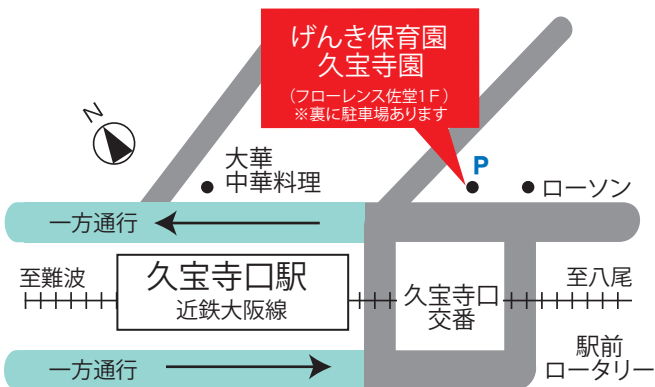 げんき保育園
久宝寺園
(フローレンス佐堂1F)
※裏に駐車場あります
N
P
大華
中華料理
ローソン
一方通行
至難波
久宝寺口駅
近鉄大阪線
久宝寺口
交番
至八尾
駅前
ロータリー
一方通行